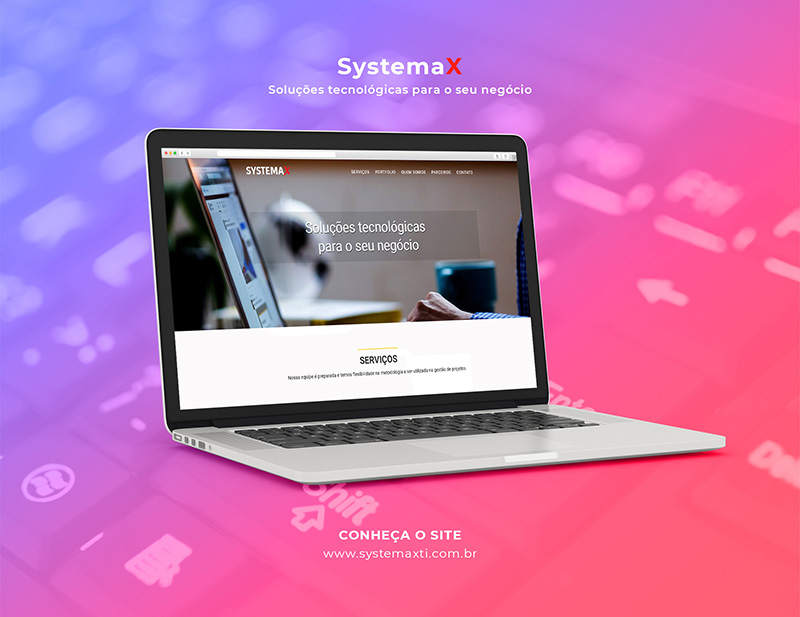 SystemaX
Soluções tecnológicas para o seu negócio
SYSTEMAX
SERVIÇOS PORTFOLIO QUEM SOMOS PARCEIROS CONTATO
Soluções tecnológicas
para o seu negócio
SERVIÇOS
Nossa equipe é preparada e temos flexibilidade na metodologia a ser utilizada na gestão de projetos.
Enter
Shift
CONHEÇA O SITE
www.systemaxti.com.br